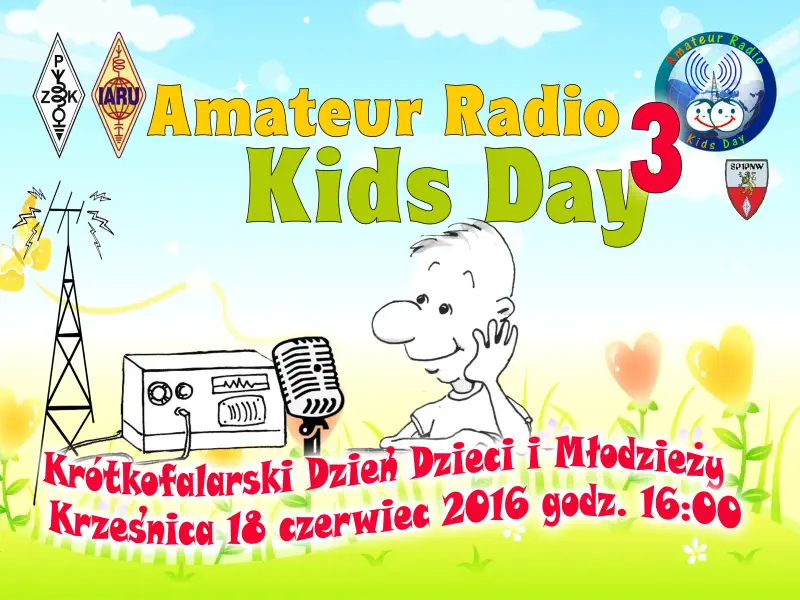 PZK
IARU
Amateur Radio
Kids Day 3
Amateur Radio
Kids Day
SP1PNW
Krótkofalarski Dzień Dzieci i Młodzieży
Krześnica 18 czerwiec 2016 godz. 16:00